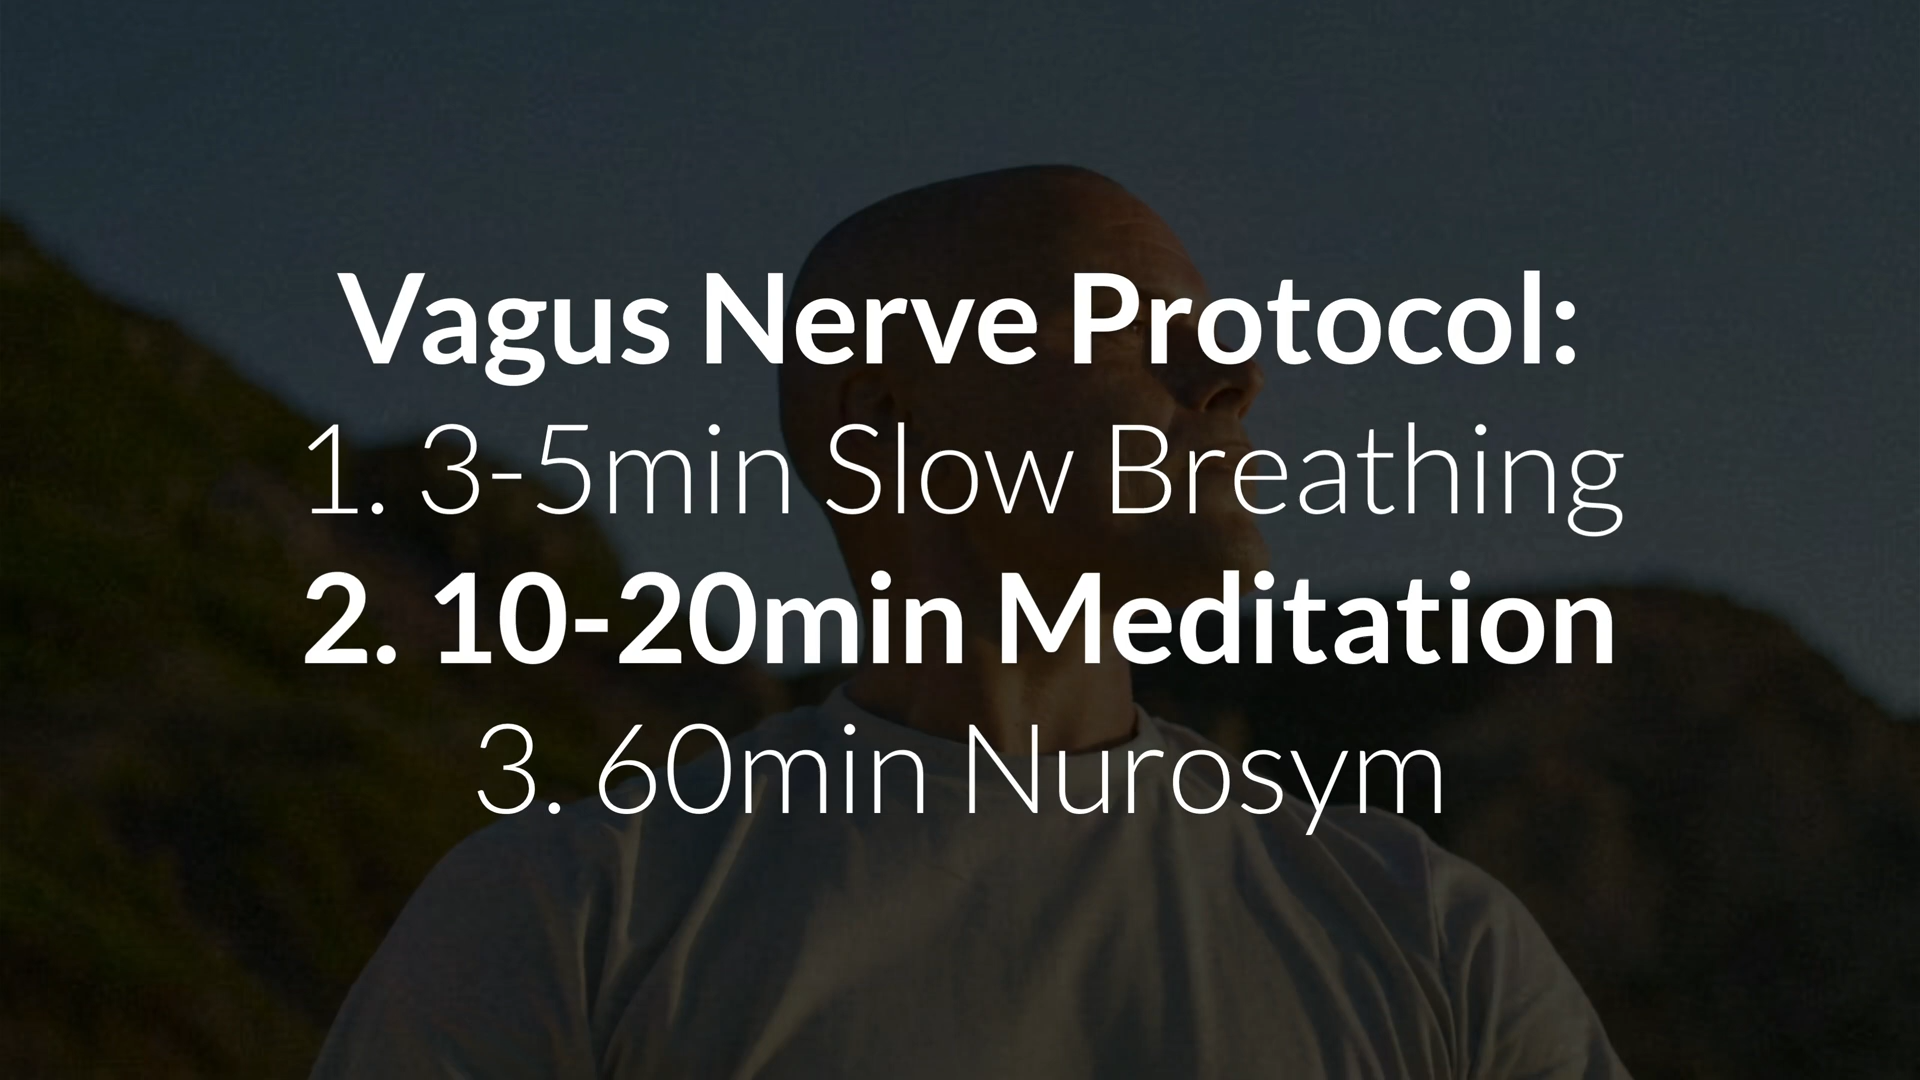 Vagus Nerve Protocol:
1. 3-5min Slow Breathing
2. 10-20min Meditation
3. 60min Nurosym